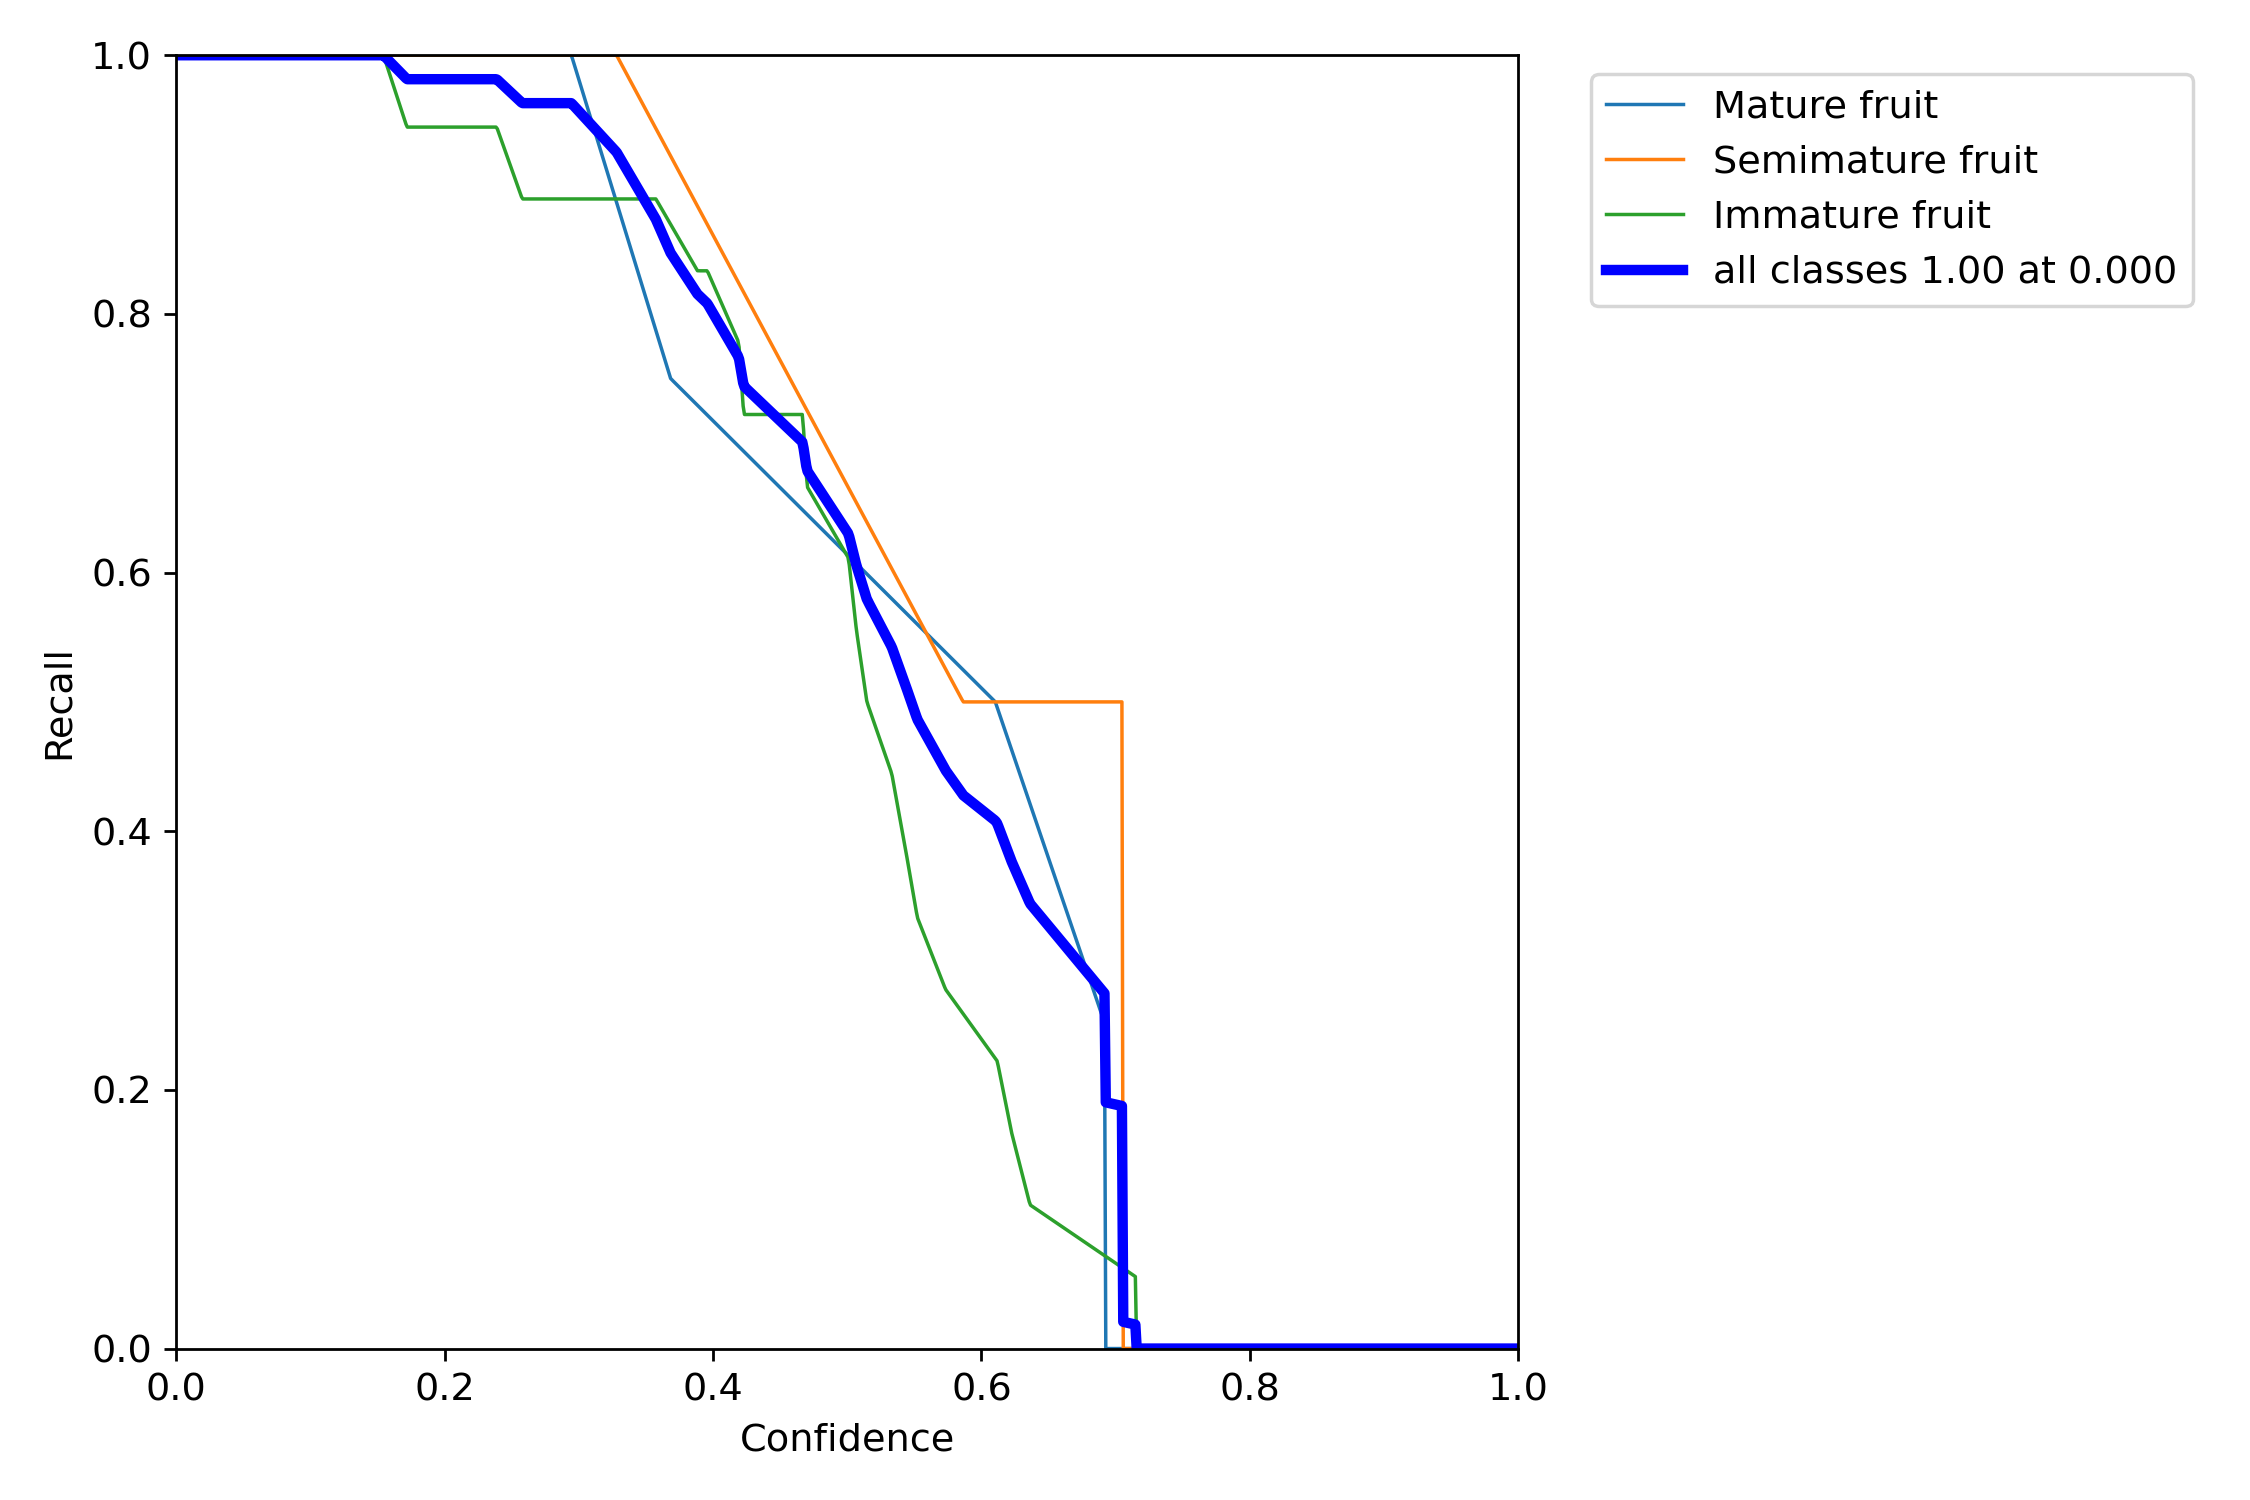 1.0
0.8
0.6
0.4
0.2
0.0
Recall
0.0 0.2 0.4 0.6 0.8 1.0
Confidence
Mature fruit
Semimature fruit
Immature fruit
all classes 1.00 at 0.000